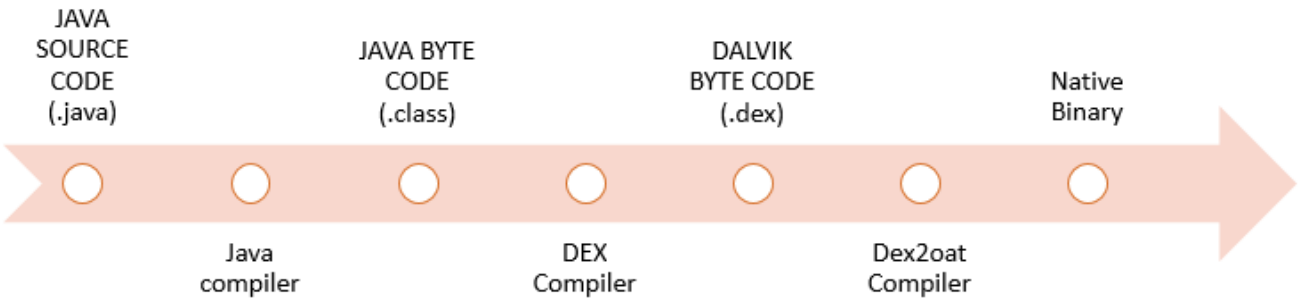 JAVA
SOURCE
CODE
(.java)
Java
compiler
JAVA BYTE
CODE
(.class)
DEX
Compiler
DALVIK
BYTE CODE
(.dex)
Dex2oat
Compiler
Native
Binary